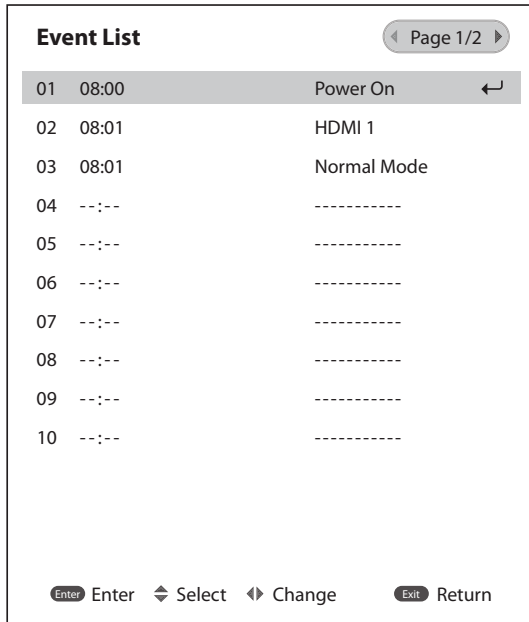 Event List Page 1/2
01 08:00 Power On
02 08:01 HDMI 1
03 08:01 Normal Mode
04 --:-- -----------
05 --:-- -----------
06 --:-- -----------
07 --:-- -----------
08 --:-- -----------
09 --:-- -----------
10 --:-- -----------
Enter Enter Select Change Exit Return